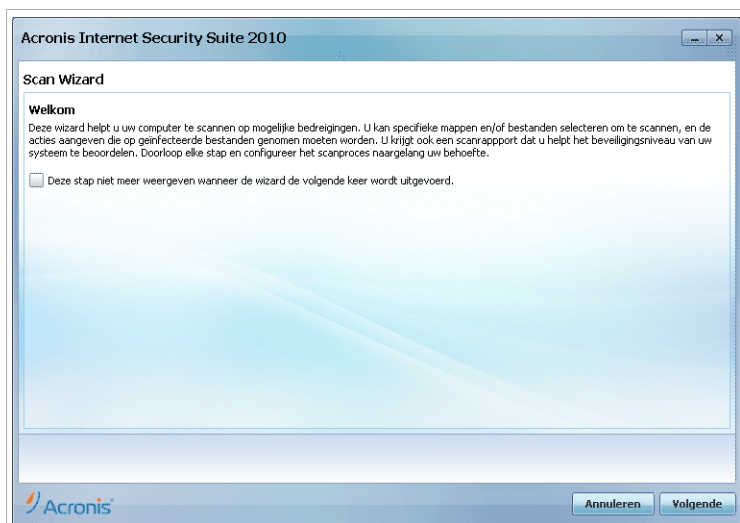 Acronis Internet Security Suite 2010
Scan Wizard
Welkom
Deze wizard helpt u uw computer te scannen op mogelijke bedreigingen. U kan specifieke mappen en/of bestanden selecteren om te scannen, en de
acties aangeven die op geïnfecteerde bestanden genomen moeten worden. U krijgt ook een scanrappport dat u helpt het beveiligingsniveau van uw
systeem te beoordelen. Doorloop elke stap en configureer het scanproces naargelang uw behoefte.
Deze stap niet meer weergeven wanneer de wizard de volgende keer wordt uitgevoerd.
Acronis
Annuleren Volgende